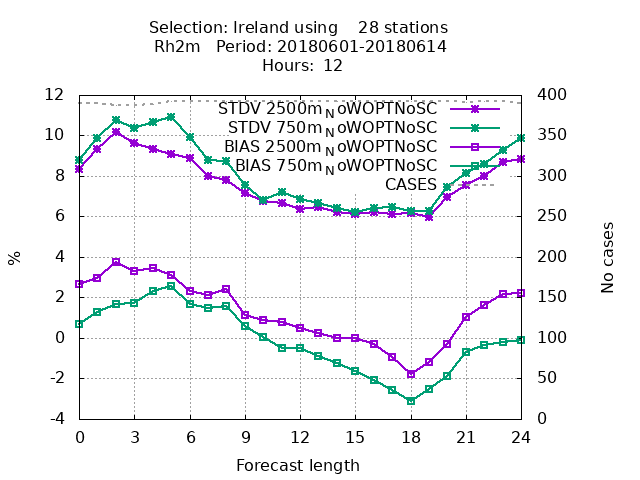 Selection: Ireland using    28 stations
Rh2m   Period: 20180601-20180614
Hours: 12
12
10
8
6
4
2
0
-2
-4
%
STDV 2500m_NoWOPTNoSC
STDV 750m_NoWOPTNoSC
BIAS 2500m_NoWOPTNoSC
BIAS 750m_NoWOPTNoSC
CASES
400
350
300
250
200
150
100
50
0
No cases
0 3 6 9 12 15 18 21 24
Forecast length